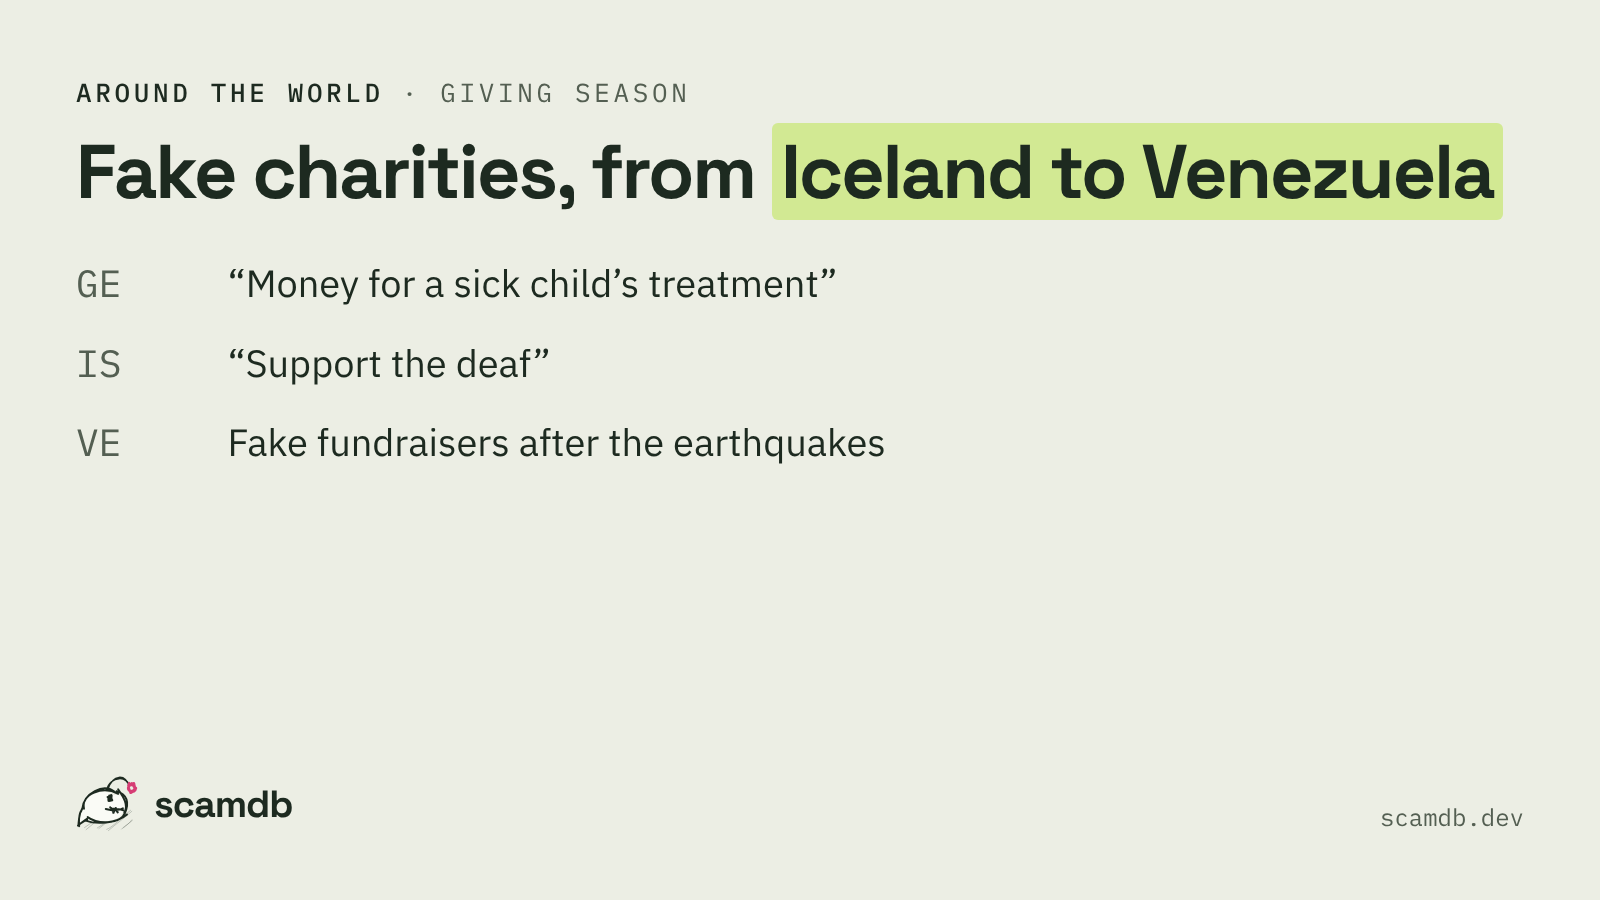 AROUND THE WORLD · GIVING SEASON
Fake charities, from Iceland to Venezuela
GE “Money for a sick child’s treatment”
IS “Support the deaf”
VE Fake fundraisers after the earthquakes
scamdb
scamdb.dev